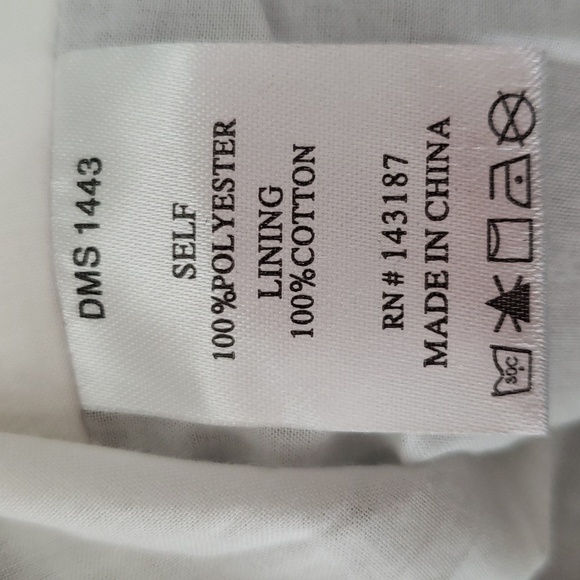 DMS 1443
SELF
100%POLYESTER
LINING
100%COTTON
RN# 143187
MADE IN CHINA
30C